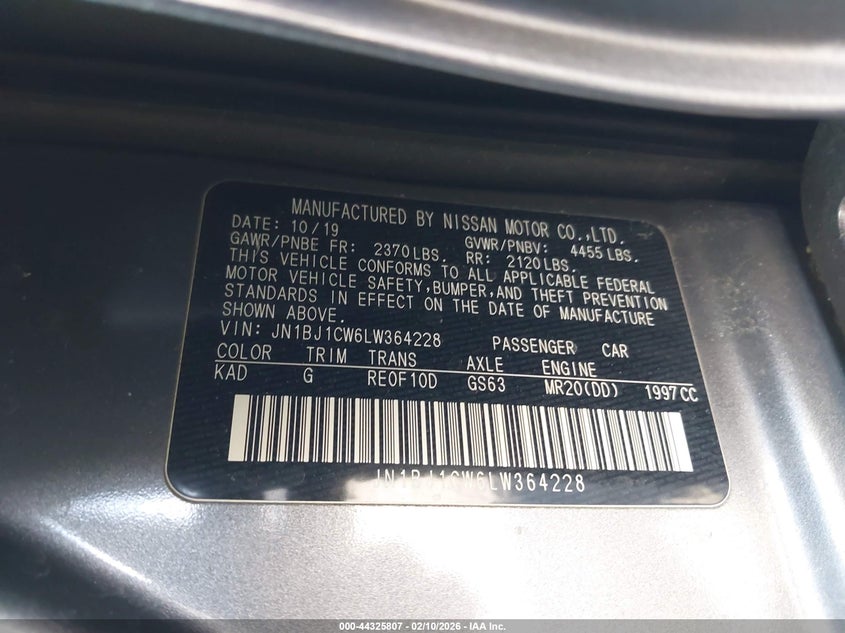 MANUFACTURED BY NISSAN MOTOR CO.,LTD.
DATE: 10/19
GAWR/PNBE FR: 2370LBS. GVWR/PNBV: 4455LBS.
RR: 2120LBS.
THIS VEHICLE CONFORMS TO ALL APPLICABLE FEDERAL
MOTOR VEHICLE SAFETY,BUMPER,AND THEFT PREVENTION
STANDARDS IN EFFECT ON THE DATE OF MANUFACTURE
SHOWN ABOVE.
VIN: JN1BJ1CW6LW364228 PASSENGER CAR
COLOR TRIM TRANS AXLE ENGINE
KAD G RE0F10D GS63 MR20(DD) 1997CC
JN1BJ1CW6LW364228
000-44325807 - 02/10/2026 - IAA Inc.